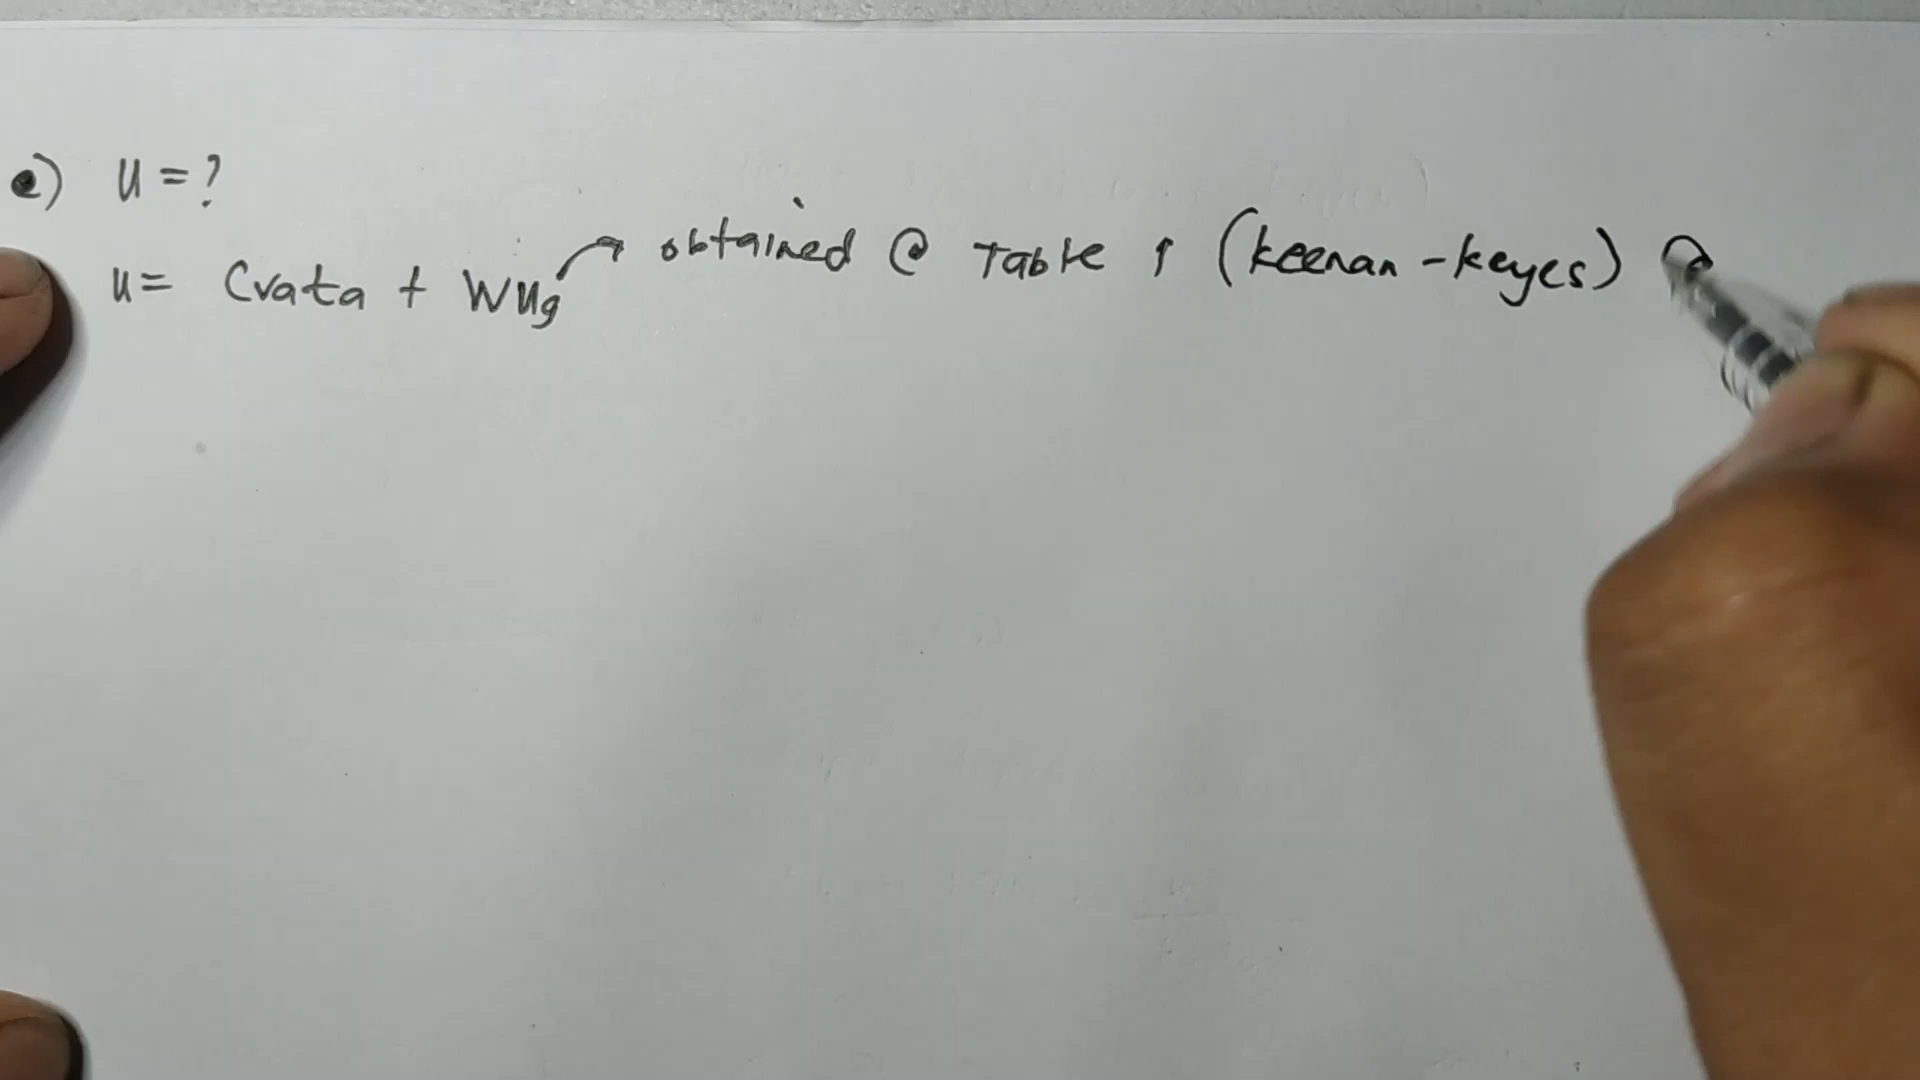 e) u = ?
u = Cvata + Wug → obtained @ Table 1 (keenan-keyes) @